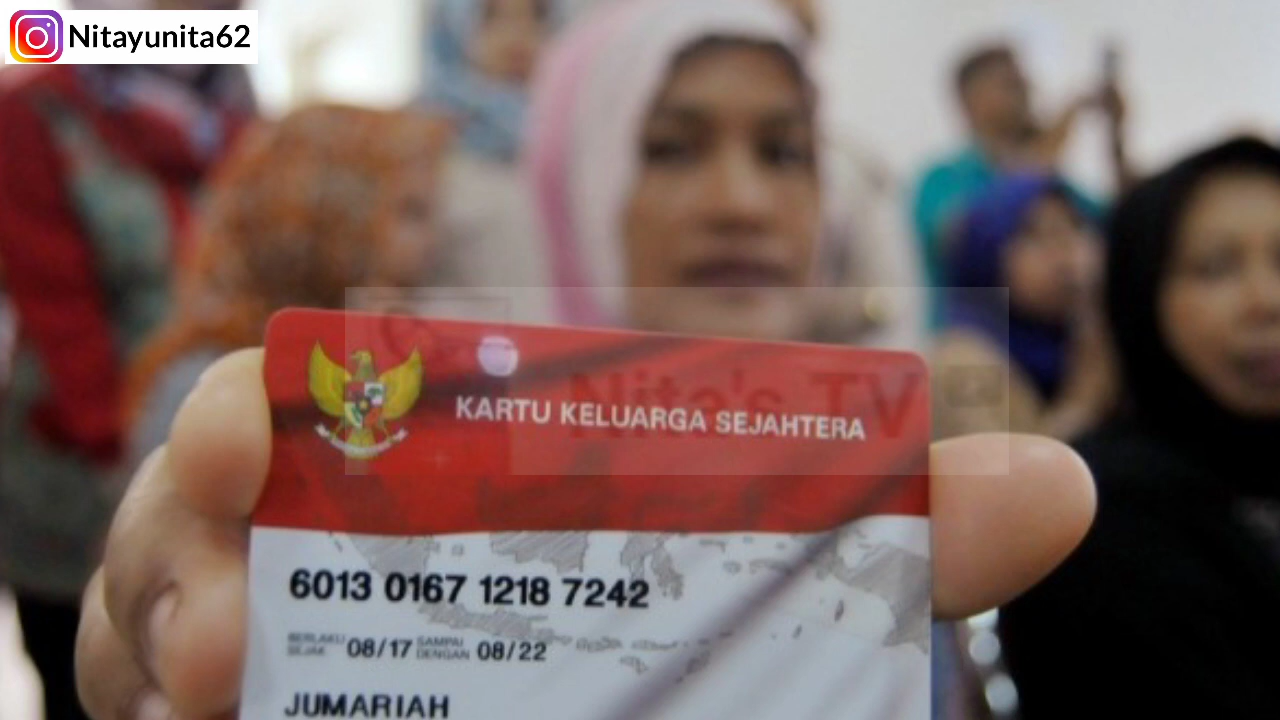 Nitayunita62
Nita's TV
KARTU KELUARGA SEJAHTERA
6013 0167 1218 7242
BERLAKU SEJAK 08/17 SAMPAI DENGAN 08/22
JUMARIAH